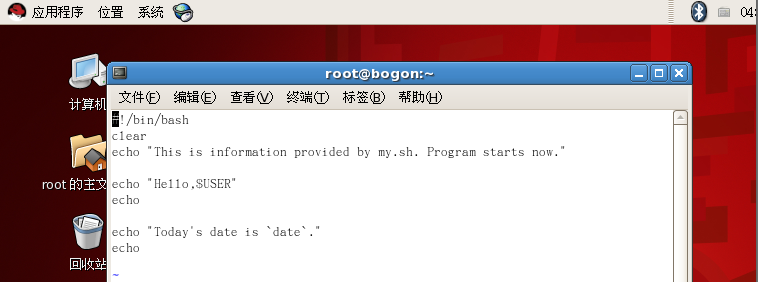 应用程序 位置 系统
04:
计算机
root 的主文
回收站
root@bogon:~
文件(F) 编辑(E) 查看(V) 终端(T) 标签(B) 帮助(H)
#!/bin/bash
clear
echo "This is information provided by my.sh. Program starts now."
echo "Hello,$USER"
echo
echo "Today's date is `date`."
echo
~